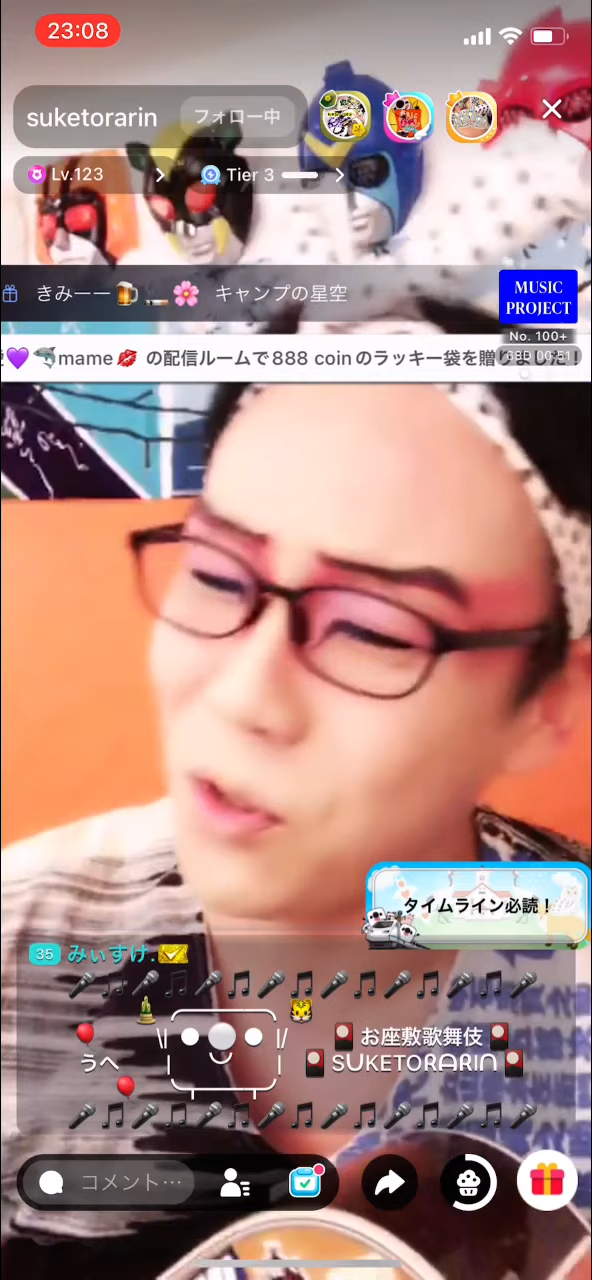 23:08
suketorarin フォロー中
Lv.123 Tier 3
きみーー🍺🚬🌸 キャンプの星空
MUSIC
PROJECT
No. 100+
💜🐬mame💋 の配信ルームで888 coinのラッキー袋を贈りました!
00:51
タイムライン必読!
35 みぃすけ.
🎤🎵🎤🎵🎤🎵🎤🎵🎤🎵🎤🎵🎤🎵🎤
🎴お座敷歌舞伎🎴
うへ
🎴SUKETORARIN🎴
🎤🎵🎤🎵🎤🎵🎤🎵🎤🎵🎤🎵🎤🎵🎤
コメント…